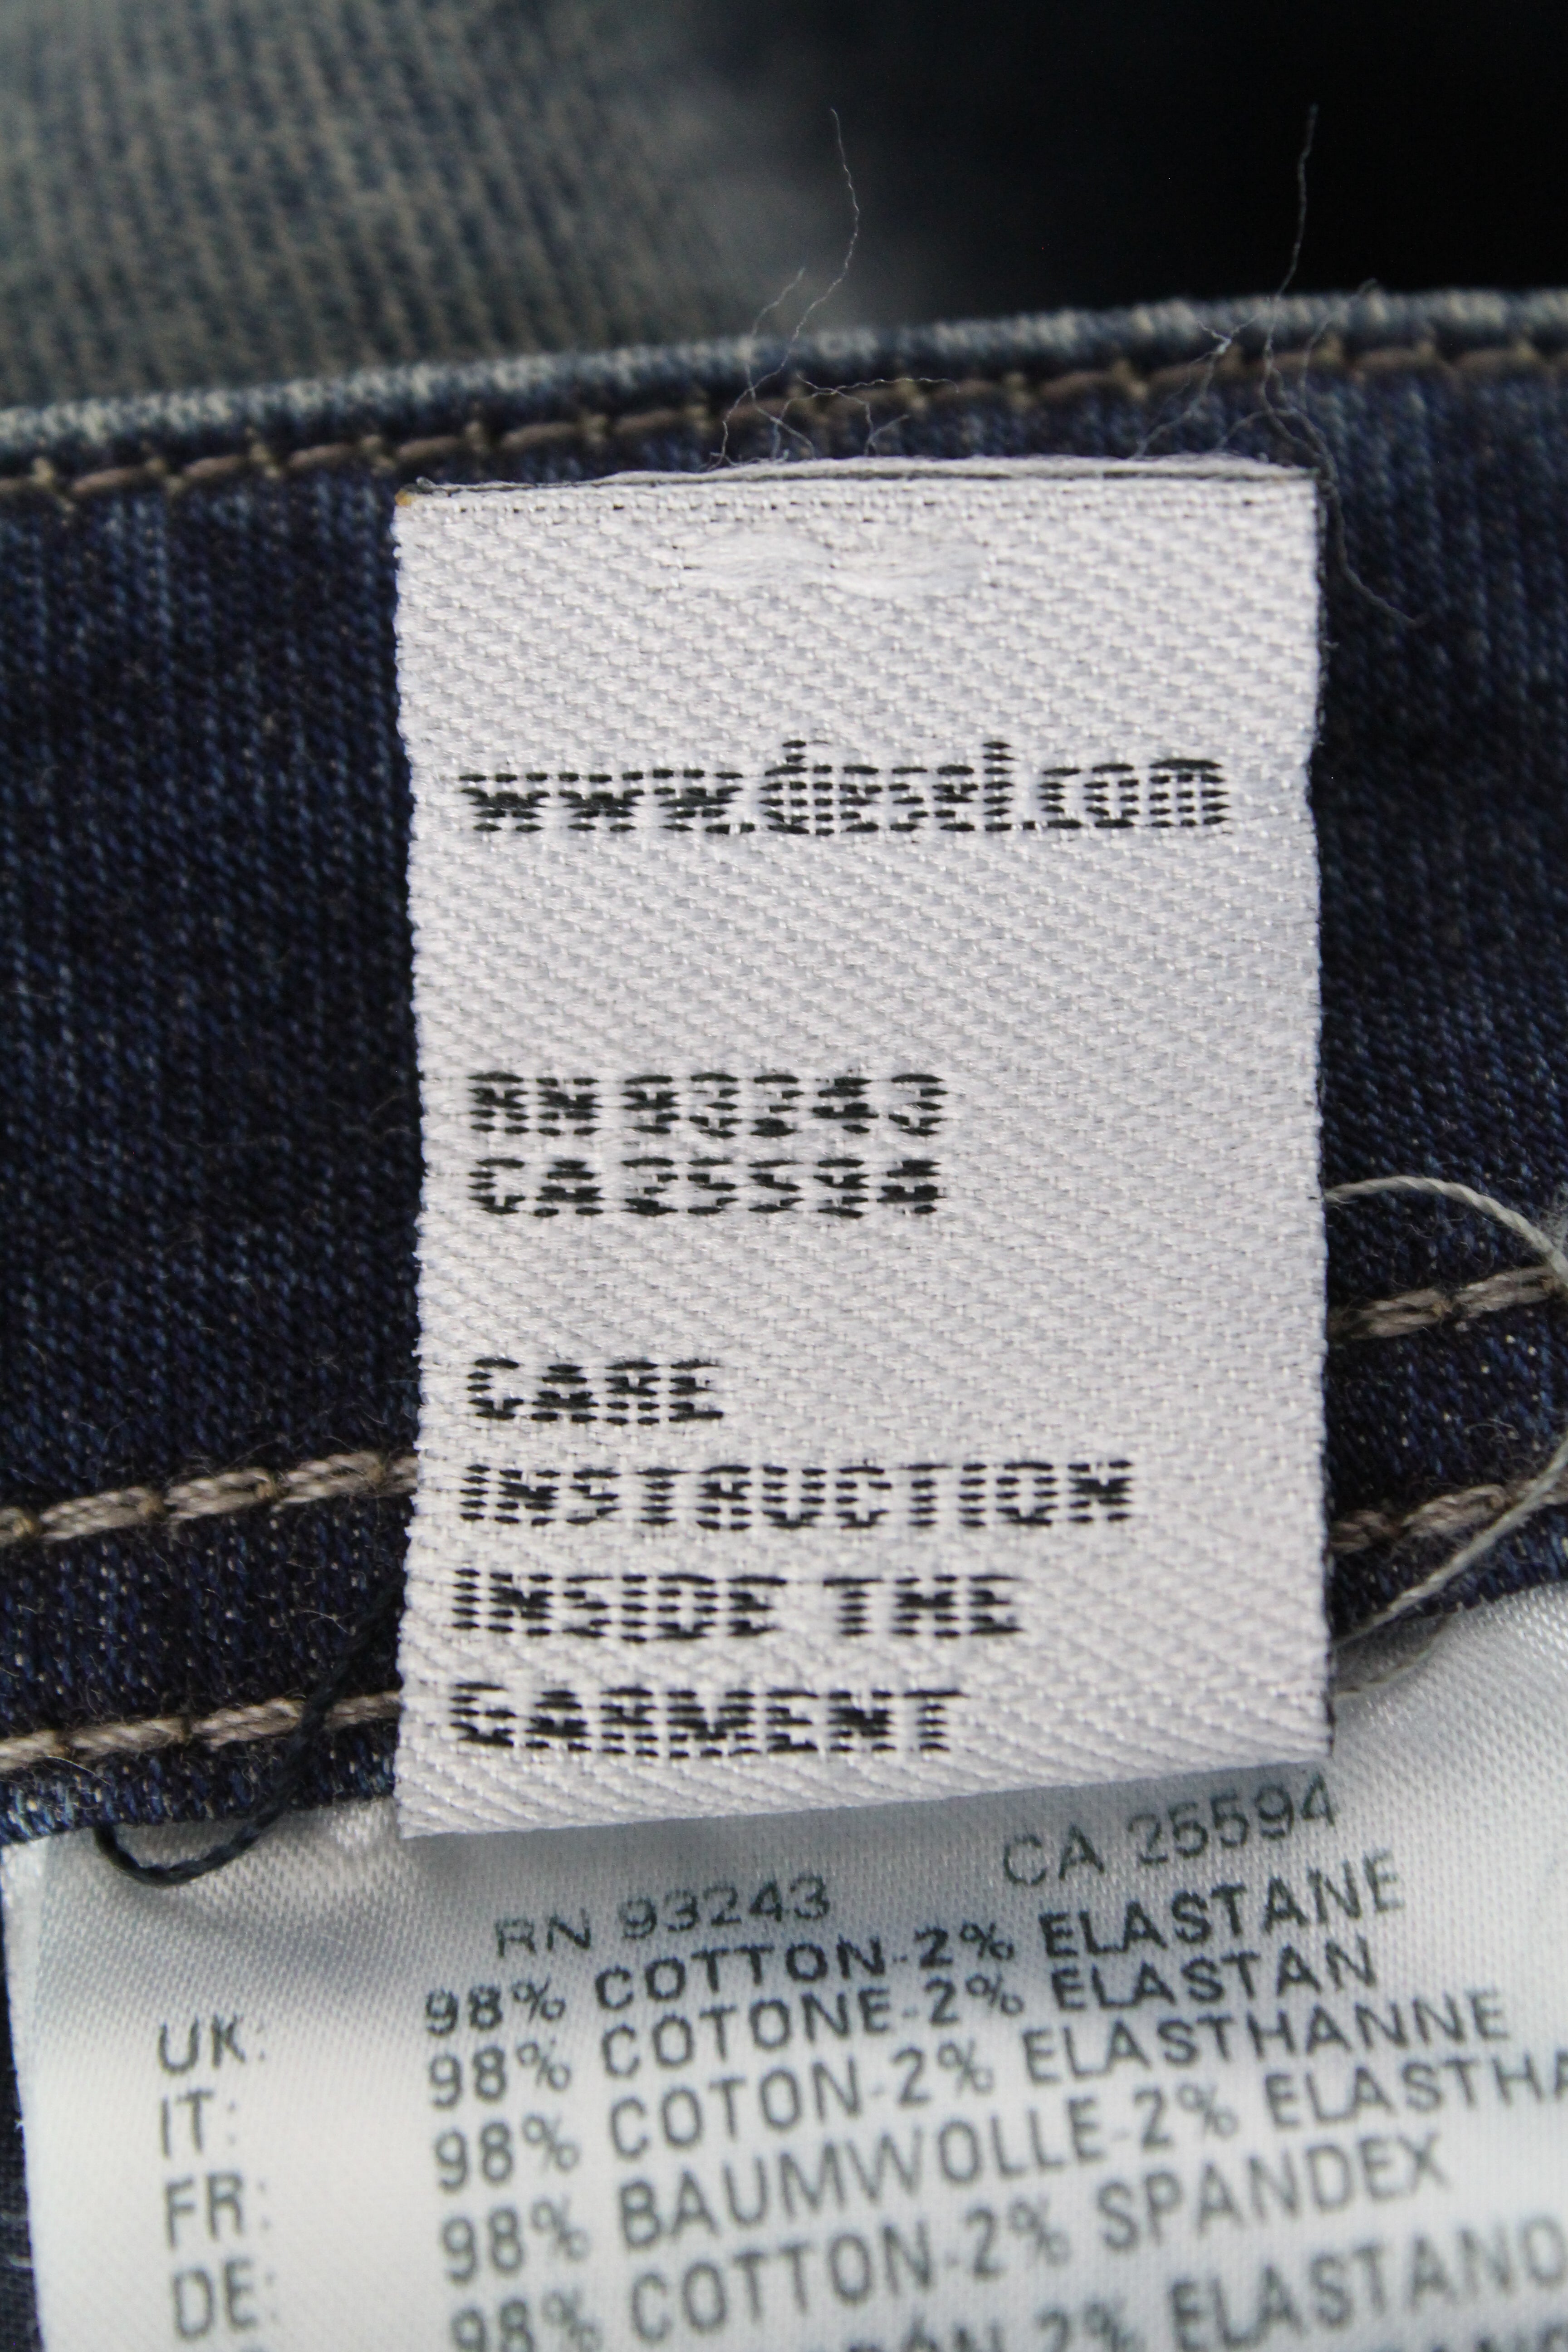 www.diesel.com
RN 93243
CA 25594
CARE
INSTRUCTION
INSIDE THE
GARMENT
RN 93243 CA 25594
UK: 98% COTTON-2% ELASTANE
IT: 98% COTONE-2% ELASTAN
FR: 98% COTON-2% ELASTHANNE
DE: 98% BAUMWOLLE-2% ELASTHA
98% COTTON-2% SPANDEX
2% ELASTANO